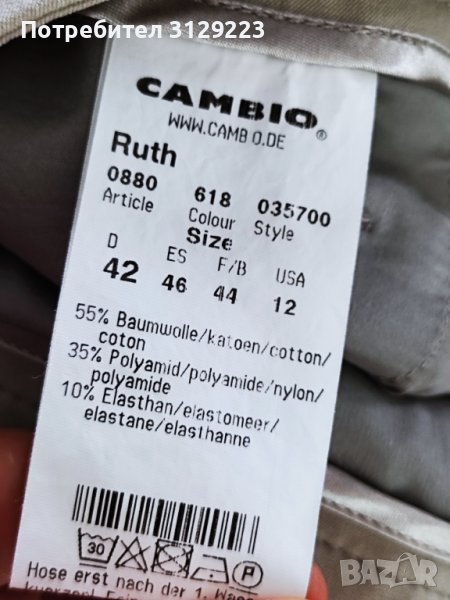 Потребител 3129223
CAMBIO
®
WWW.CAMBIO.DE
Ruth
0880 618 035700
Article Colour Style
Size
D ES F/B USA
42 46 44 12
55% Baumwolle/katoen/cotton/
coton
35% Polyamid/polyamide/nylon/
polyamide
10% Elasthan/elastomeer/
elastane/elasthanne
30 P
Hose erst nach der 1.
BAZAR